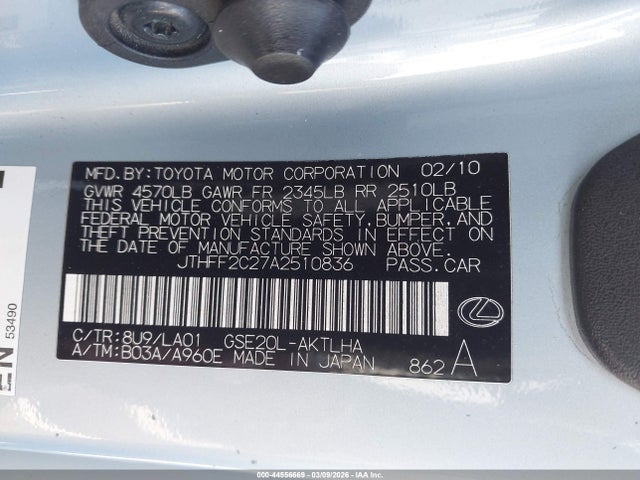 MFD.BY:TOYOTA MOTOR CORPORATION 02/10
GVWR 4570LB GAWR FR 2345LB RR 2510LB
THIS VEHICLE CONFORMS TO ALL APPLICABLE
FEDERAL MOTOR VEHICLE SAFETY,BUMPER,AND
THEFT PREVENTION STANDARDS IN EFFECT ON
THE DATE OF MANUFACTURE SHOWN ABOVE.
JTHFF2C27A2510836 PASS.CAR
C/TR:8U9/LA01 GSE20L-AKTLHA
A/TM:B03A/A960E MADE IN JAPAN 862 A
EN 53490
000-44556669 | 03/09/2026 | IAA Inc.